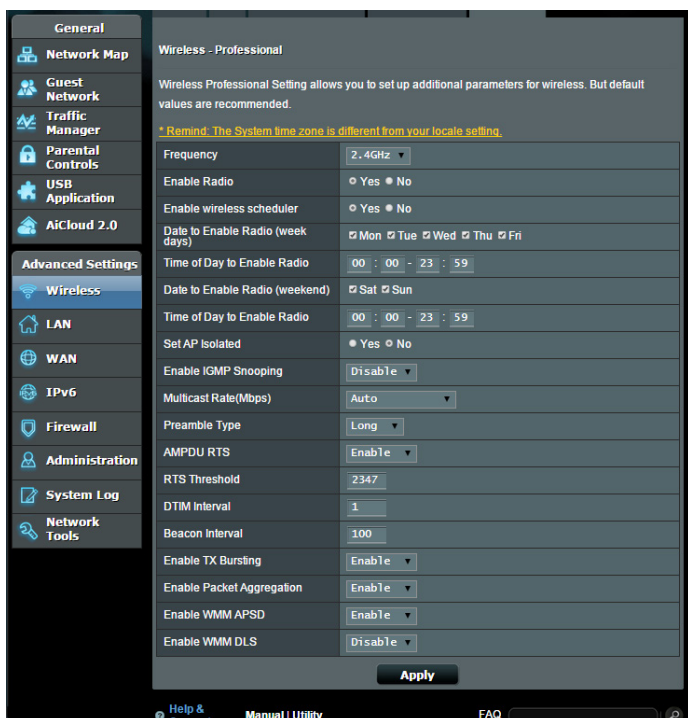 General
Network Map
Guest
Network
Traffic
Manager
Parental
Controls
USB
Application
AiCloud 2.0
Advanced Settings
Wireless
LAN
WAN
IPv6
Firewall
Administration
System Log
Network
Tools
Wireless - Professional
Wireless Professional Setting allows you to set up additional parameters for wireless. But default
values are recommended.
* Remind: The System time zone is different from your locale setting.
Frequency 2.4GHz
Enable Radio Yes No
Enable wireless scheduler Yes No
Date to Enable Radio (week
days) Mon Tue Wed Thu Fri
Time of Day to Enable Radio 00 : 00 - 23 : 59
Date to Enable Radio (weekend) Sat Sun
Time of Day to Enable Radio 00 : 00 - 23 : 59
Set AP Isolated Yes No
Enable IGMP Snooping Disable
Multicast Rate(Mbps) Auto
Preamble Type Long
AMPDU RTS Enable
RTS Threshold 2347
DTIM Interval 1
Beacon Interval 100
Enable TX Bursting Enable
Enable Packet Aggregation Enable
Enable WMM APSD Enable
Enable WMM DLS Disable
Apply
Help &
Manual | Utility
FAQ